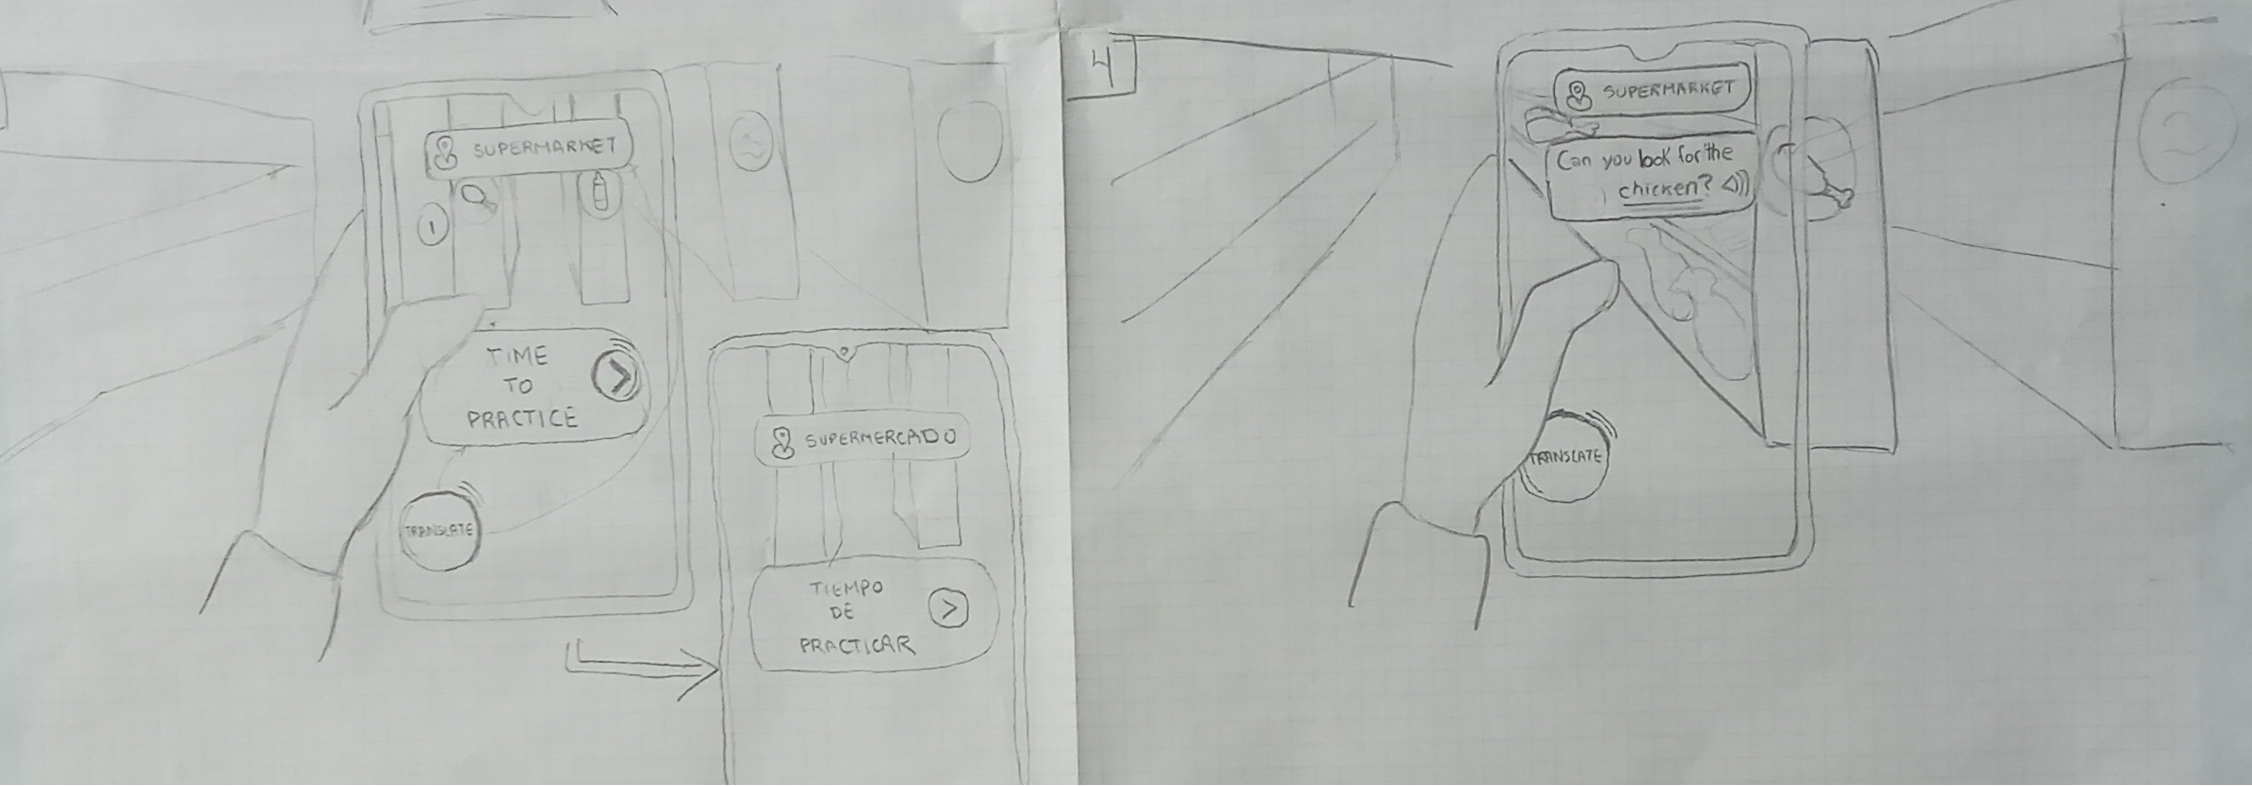 SUPERMARKET
1
TIME
TO
PRACTICE
TRANSLATE
SUPERMERCADO
TIEMPO
DE
PRACTICAR
4
SUPERMARKET
Can you look for the
chicken?
TRANSLATE